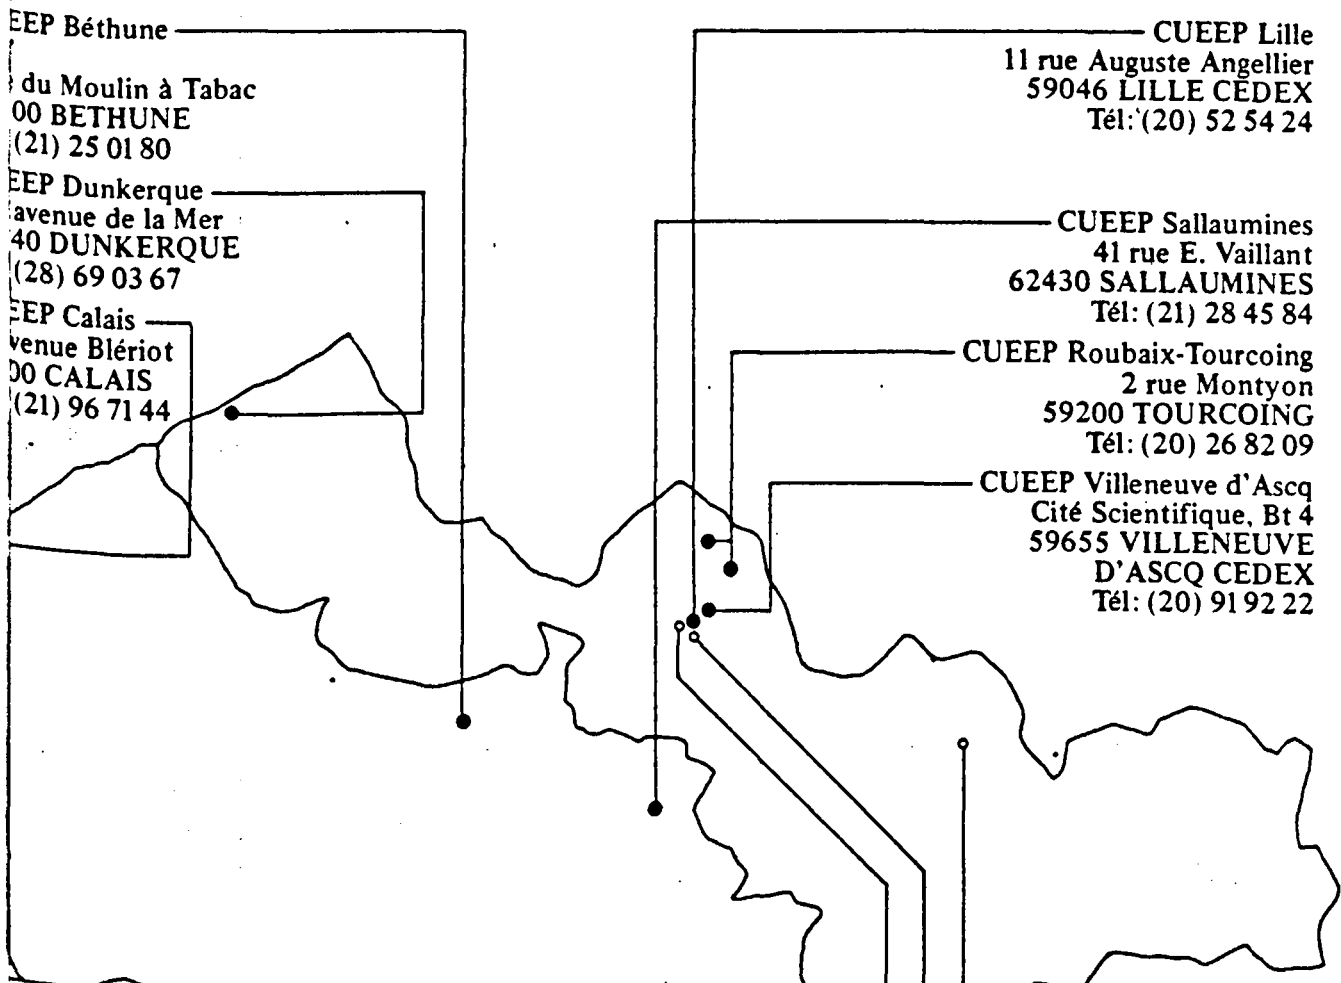 EEP Béthune
du Moulin à Tabac
00 BETHUNE
(21) 25 01 80
EEP Dunkerque
avenue de la Mer
40 DUNKERQUE
(28) 69 03 67
EEP Calais
venue Blériot
00 CALAIS
(21) 96 71 44
CUEEP Lille
11 rue Auguste Angellier
59046 LILLE CEDEX
Tél: (20) 52 54 24
CUEEP Sallaumines
41 rue E. Vaillant
62430 SALLAUMINES
Tél: (21) 28 45 84
CUEEP Roubaix-Tourcoing
2 rue Montyon
59200 TOURCOING
Tél: (20) 26 82 09
CUEEP Villeneuve d'Ascq
Cité Scientifique, Bt 4
59655 VILLENEUVE
D'ASCQ CEDEX
Tél: (20) 91 92 22